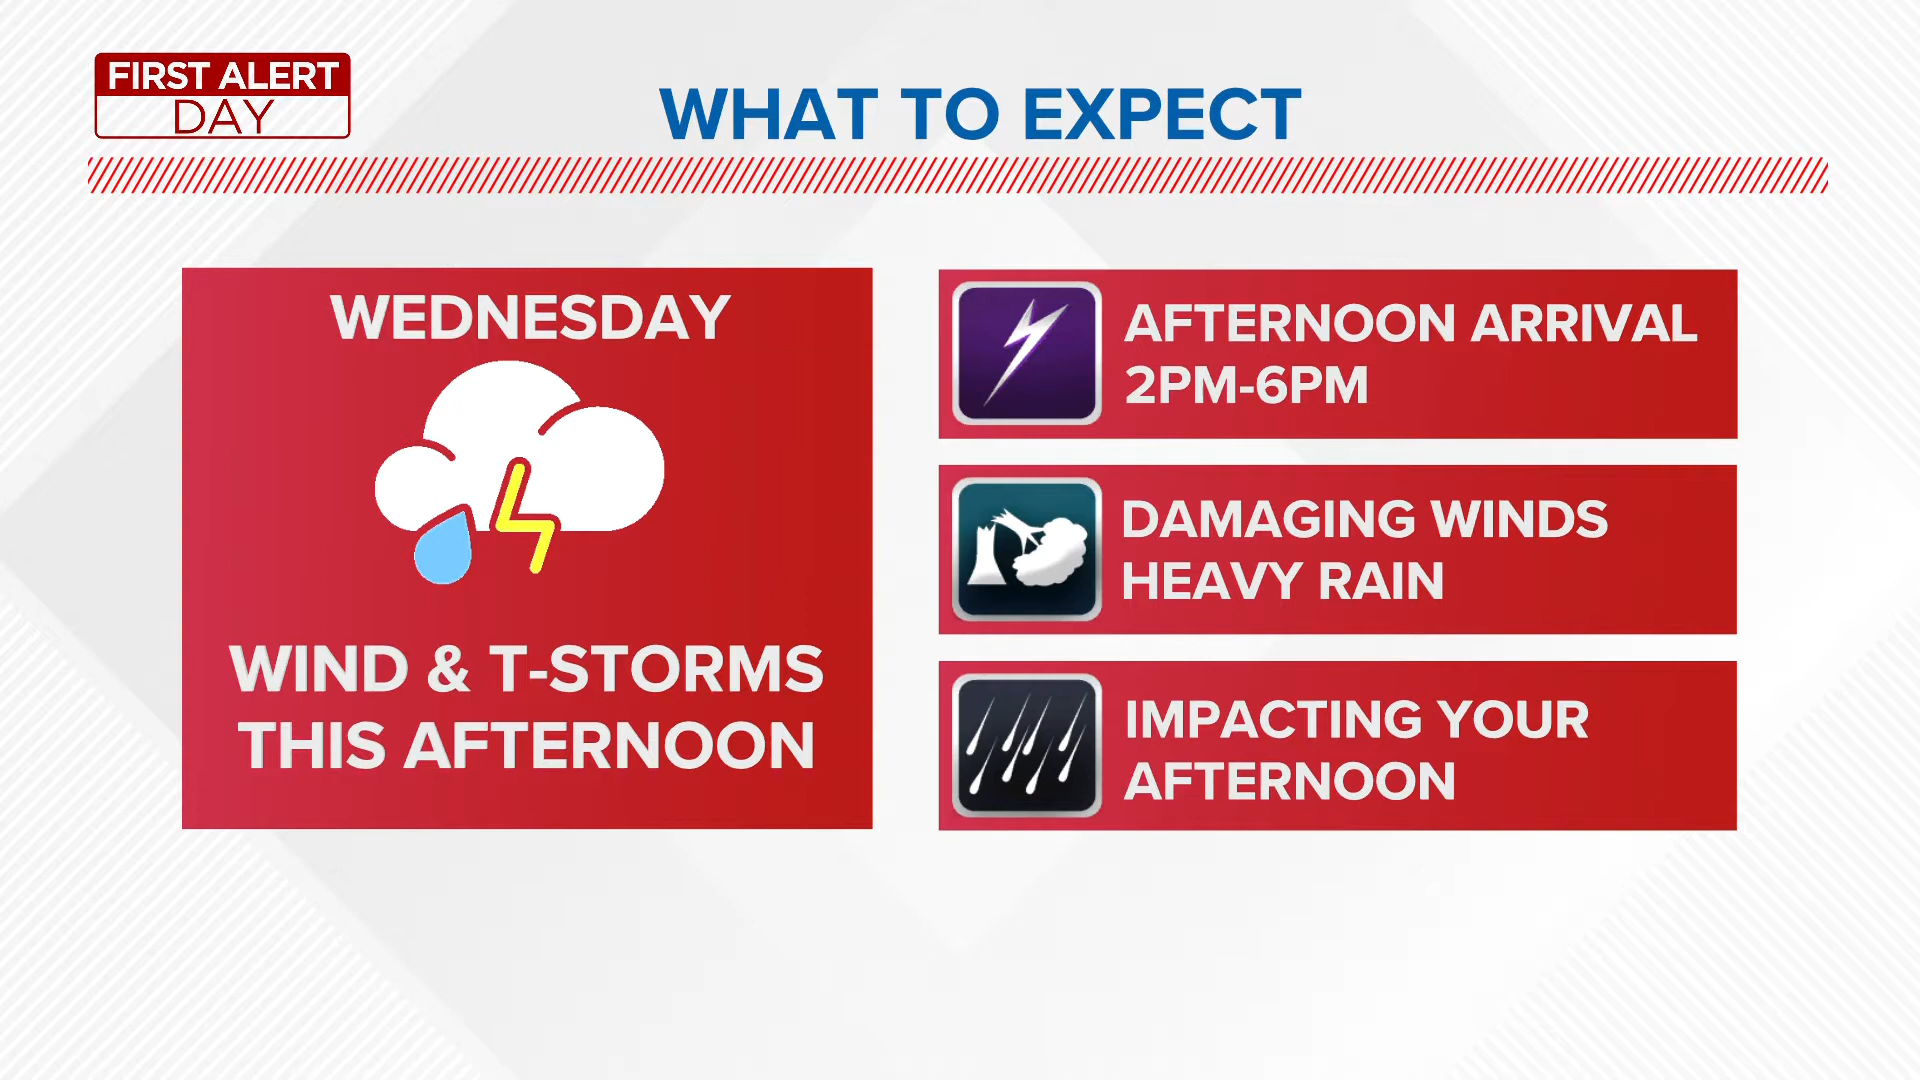 FIRST ALERT
DAY
WHAT TO EXPECT
WEDNESDAY
WIND & T-STORMS
THIS AFTERNOON
AFTERNOON ARRIVAL
2PM-6PM
DAMAGING WINDS
HEAVY RAIN
IMPACTING YOUR
AFTERNOON